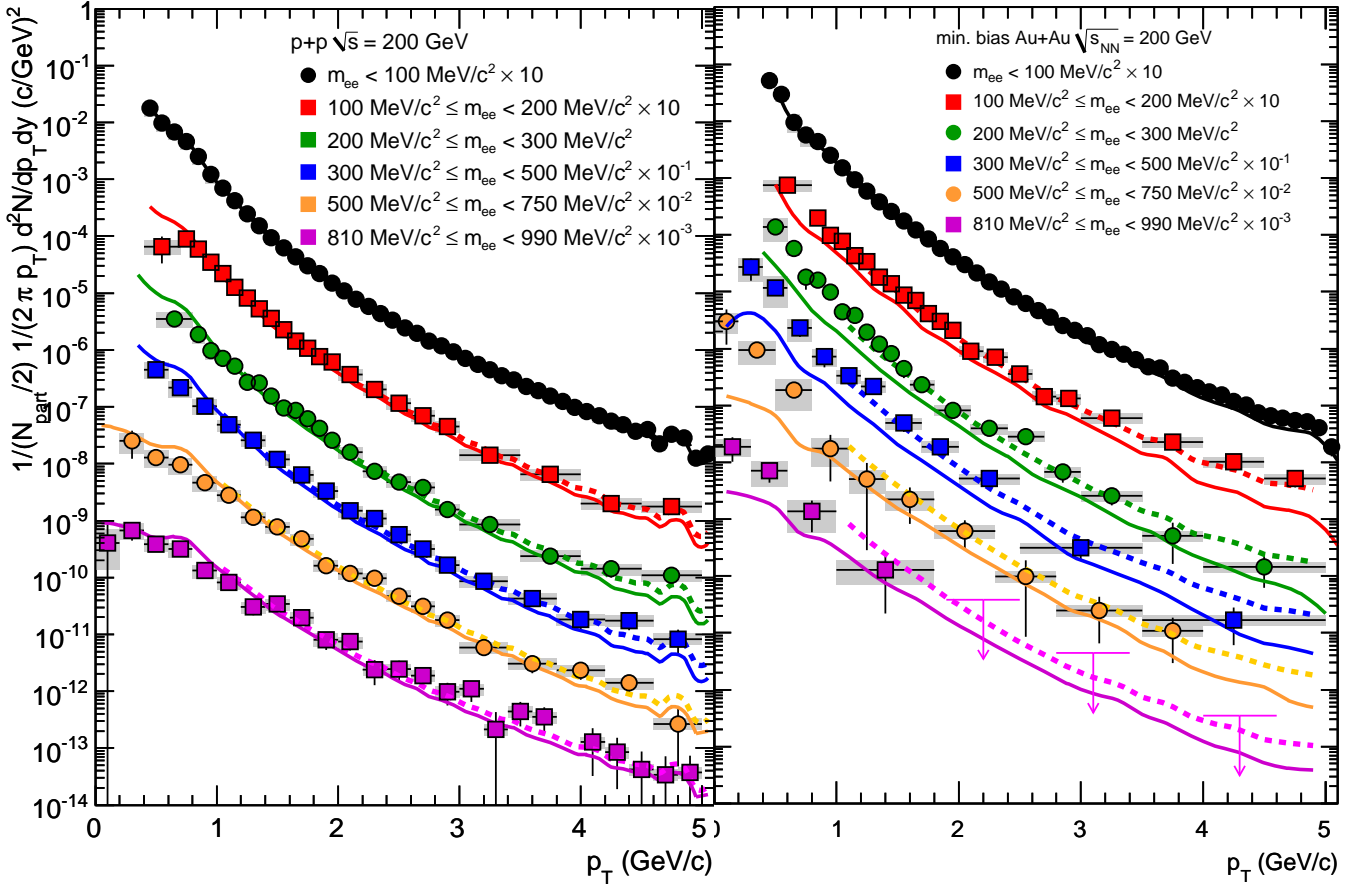 1/(N_part/2) 1/(2 π p_T) d²N/dp_Tdy (c/GeV)²
10⁻¹
10⁻²
10⁻³
10⁻⁴
10⁻⁵
10⁻⁶
10⁻⁷
10⁻⁸
10⁻⁹
10⁻¹⁰
10⁻¹¹
10⁻¹²
10⁻¹³
10⁻¹⁴
p+p √s = 200 GeV
m_ee < 100 MeV/c² × 10
100 MeV/c² ≤ m_ee < 200 MeV/c² × 10
200 MeV/c² ≤ m_ee < 300 MeV/c²
300 MeV/c² ≤ m_ee < 500 MeV/c² × 10⁻¹
500 MeV/c² ≤ m_ee < 750 MeV/c² × 10⁻²
810 MeV/c² ≤ m_ee < 990 MeV/c² × 10⁻³
0 1 2 3 4 5
p_T (GeV/c)
min. bias Au+Au √s_NN = 200 GeV
m_ee < 100 MeV/c² × 10
100 MeV/c² ≤ m_ee < 200 MeV/c² × 10
200 MeV/c² ≤ m_ee < 300 MeV/c²
300 MeV/c² ≤ m_ee < 500 MeV/c² × 10⁻¹
500 MeV/c² ≤ m_ee < 750 MeV/c² × 10⁻²
810 MeV/c² ≤ m_ee < 990 MeV/c² × 10⁻³
0 1 2 3 4 5
p_T (GeV/c)